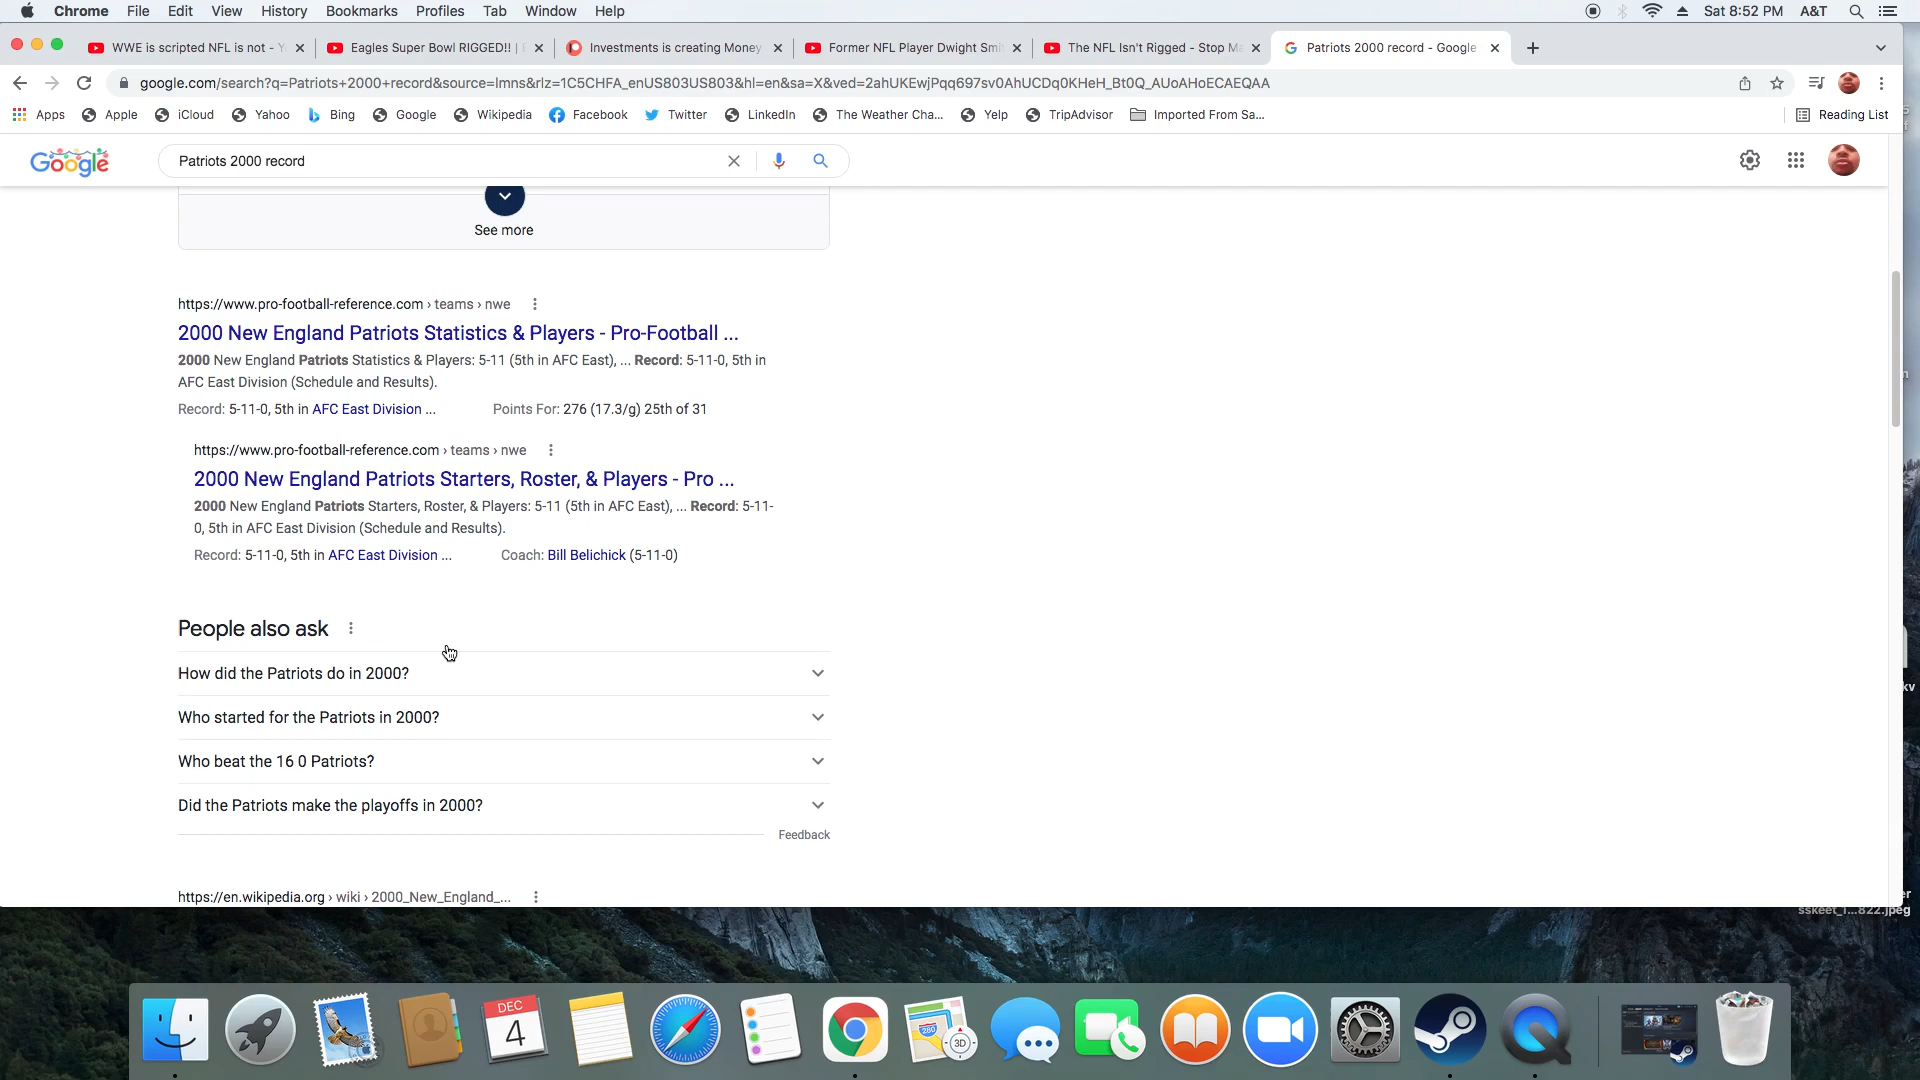 Chrome File Edit View History Bookmarks Profiles Tab Window Help Sat 8:52 PM A&T
WWE is scripted NFL is not - Y
Eagles Super Bowl RIGGED!! | E
Investments is creating Money
Former NFL Player Dwight Smi
The NFL Isn't Rigged - Stop Ma
Patriots 2000 record - Google
google.com/search?q=Patriots+2000+record&source=lmns&rlz=1C5CHFA_enUS803US803&hl=en&sa=X&ved=2ahUKEwjPqq697sv0AhUCDq0KHeH_Bt0Q_AUoAHoECAEQAA
Apps Apple iCloud Yahoo Bing Google Wikipedia Facebook Twitter LinkedIn The Weather Cha... Yelp TripAdvisor Imported From Sa... Reading List
Google Patriots 2000 record
See more
https://www.pro-football-reference.com › teams › nwe
2000 New England Patriots Statistics & Players - Pro-Football ...
2000 New England Patriots Statistics & Players: 5-11 (5th in AFC East), ... Record: 5-11-0, 5th in
AFC East Division (Schedule and Results).
Record: 5-11-0, 5th in AFC East Division ... Points For: 276 (17.3/g) 25th of 31
https://www.pro-football-reference.com › teams › nwe
2000 New England Patriots Starters, Roster, & Players - Pro ...
2000 New England Patriots Starters, Roster, & Players: 5-11 (5th in AFC East), ... Record: 5-11-
0, 5th in AFC East Division (Schedule and Results).
Record: 5-11-0, 5th in AFC East Division ... Coach: Bill Belichick (5-11-0)
People also ask
How did the Patriots do in 2000?
Who started for the Patriots in 2000?
Who beat the 16 0 Patriots?
Did the Patriots make the playoffs in 2000?
Feedback
https://en.wikipedia.org › wiki › 2000_New_England_...
DEC
4
280
3D